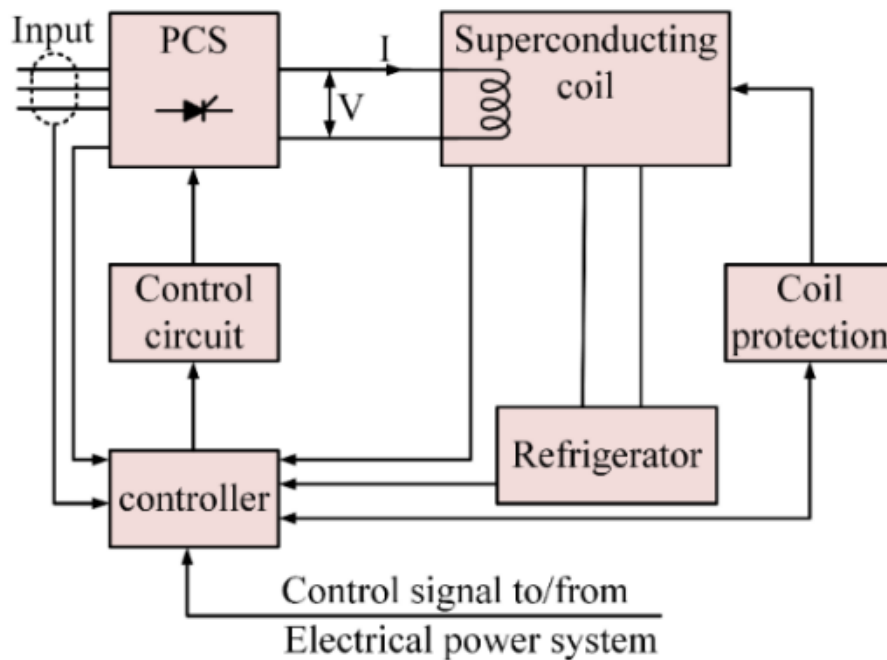 Input
PCS
I
V
Superconducting
coil
Control
circuit
Coil
protection
controller
Refrigerator
Control signal to/from
Electrical power system